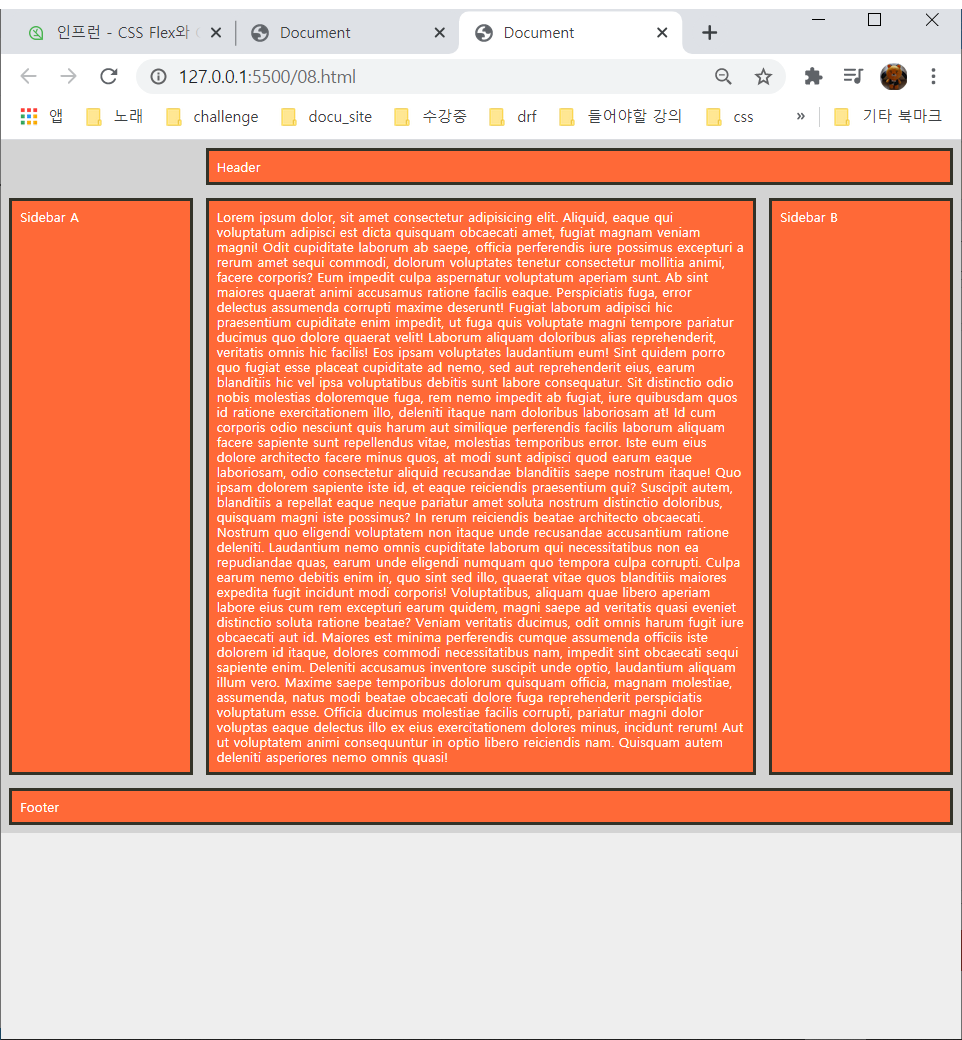 인프런 - CSS Flex와
Document
Document
127.0.0.1:5500/08.html
앱 노래 challenge docu_site 수강중 drf 들어야할 강의 css » 기타 북마크
Header
Sidebar A
Lorem ipsum dolor, sit amet consectetur adipisicing elit. Aliquid, eaque qui
voluptatum adipisci est dicta quisquam obcaecati amet, fugiat magnam veniam
magni! Odit cupiditate laborum ab saepe, officia perferendis iure possimus excepturi a
rerum amet sequi commodi, dolorum voluptates tenetur consectetur mollitia animi,
facere corporis? Eum impedit culpa aspernatur voluptatum aperiam sunt. Ab sint
maiores quaerat animi accusamus ratione facilis eaque. Perspiciatis fuga, error
delectus assumenda corrupti maxime deserunt! Fugiat laborum adipisci hic
praesentium cupiditate enim impedit, ut fuga quis voluptate magni tempore pariatur
ducimus quo dolore quaerat velit! Laborum aliquam doloribus alias reprehenderit,
veritatis omnis hic facilis! Eos ipsam voluptates laudantium eum! Sint quidem porro
quo fugiat esse placeat cupiditate ad nemo, sed aut reprehenderit eius, earum
blanditiis hic vel ipsa voluptatibus debitis sunt labore consequatur. Sit distinctio odio
nobis molestias doloremque fuga, rem nemo impedit ab fugiat, iure quibusdam quos
id ratione exercitationem illo, deleniti itaque nam doloribus laboriosam at! Id cum
corporis odio nesciunt quis harum aut similique perferendis facilis laborum aliquam
facere sapiente sunt repellendus vitae, molestias temporibus error. Iste eum eius
dolore architecto facere minus quos, at modi sunt adipisci quod earum eaque
laboriosam, odio consectetur aliquid recusandae blanditiis saepe nostrum itaque! Quo
ipsam dolorem sapiente iste id, et eaque reiciendis praesentium qui? Suscipit autem,
blanditiis a repellat eaque neque pariatur amet soluta nostrum distinctio doloribus,
quisquam magni iste possimus? In rerum reiciendis beatae architecto obcaecati.
Nostrum quo eligendi voluptatem non itaque unde recusandae accusantium ratione
deleniti. Laudantium nemo omnis cupiditate laborum qui necessitatibus non ea
repudiandae quas, earum unde eligendi numquam quo tempora culpa corrupti. Culpa
earum nemo debitis enim in, quo sint sed illo, quaerat vitae quos blanditiis maiores
expedita fugit incidunt modi corporis! Voluptatibus, aliquam quae libero aperiam
labore eius cum rem excepturi earum quidem, magni saepe ad veritatis quasi eveniet
distinctio soluta ratione beatae? Veniam veritatis ducimus, odit omnis harum fugit iure
obcaecati aut id. Maiores est minima perferendis cumque assumenda officiis iste
dolorem id itaque, dolores commodi necessitatibus nam, impedit sint obcaecati sequi
sapiente enim. Deleniti accusamus inventore suscipit unde optio, laudantium aliquam
illum vero. Maxime saepe temporibus dolorum quisquam officia, magnam molestiae,
assumenda, natus modi beatae obcaecati dolore fuga reprehenderit perspiciatis
voluptatum esse. Officia ducimus molestiae facilis corrupti, pariatur magni dolor
voluptas eaque delectus illo ex eius exercitationem dolores minus, incidunt rerum! Aut
ut voluptatem animi consequuntur in optio libero reiciendis nam. Quisquam autem
deleniti asperiores nemo omnis quasi!
Sidebar B
Footer